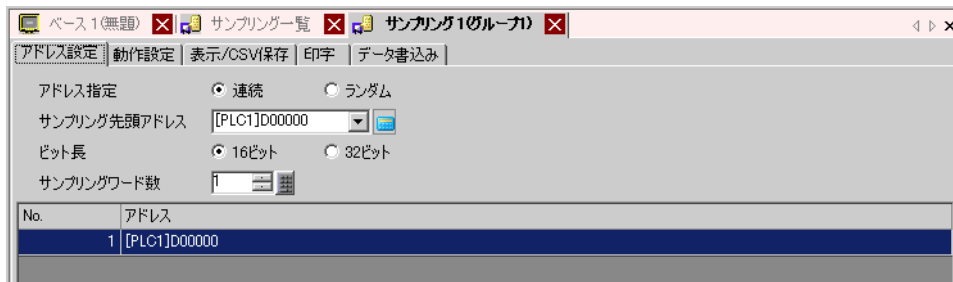 ベース 1(無題) サンプリング一覧 サンプリング 1(グループ1)
アドレス設定 動作設定 表示/CSV保存 印字 データ書込み
アドレス指定 連続 ランダム
サンプリング先頭アドレス [PLC1]D00000
ビット長 16ビット 32ビット
サンプリングワード数 1
No. アドレス
1 [PLC1]D00000